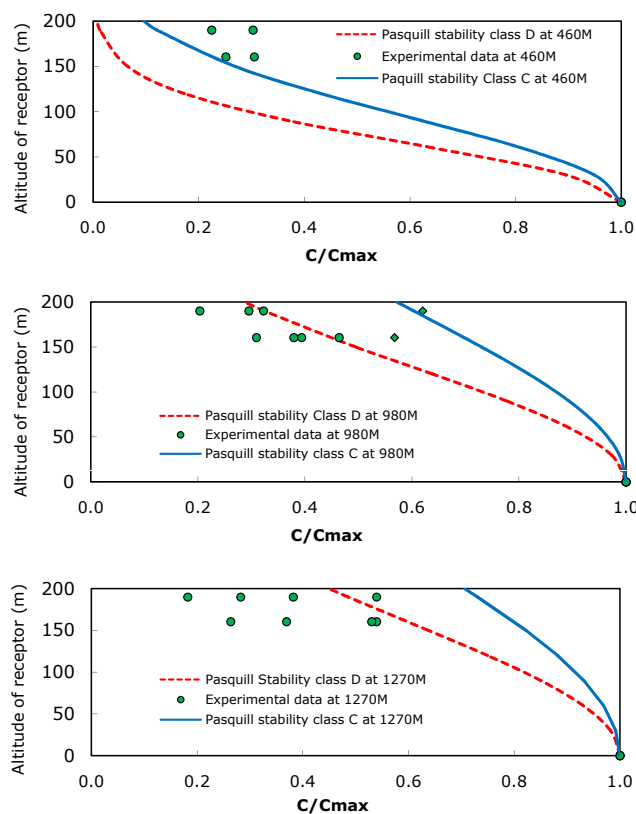 Altitude of receptor (m)
200
150
100
50
0
Pasquill stability class D at 460M
Experimental data at 460M
Paquill stability Class C at 460M
0.0 0.2 0.4 0.6 0.8 1.0
C/Cmax
Altitude of receptor (m)
200
150
100
50
0
Pasquill stability Class D at 980M
Experimental data at 980M
Pasquill stability class C at 980M
0.0 0.2 0.4 0.6 0.8 1.0
C/Cmax
Altitude of receptor (m)
200
150
100
50
0
Pasquill Stability class D at 1270M
Experimental data at 1270M
Pasquill stability class C at 1270M
0.0 0.2 0.4 0.6 0.8 1.0
C/Cmax